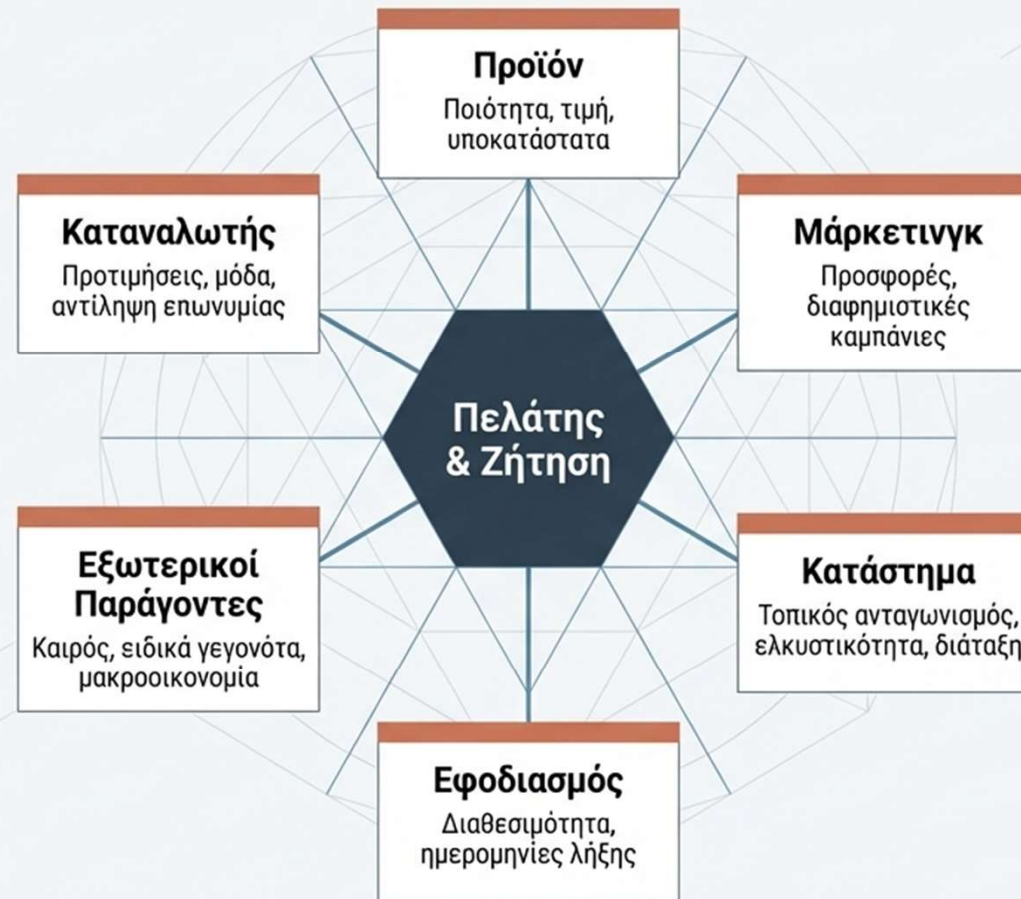 Προϊόν
Ποιότητα, τιμή,
υποκατάστατα
Καταναλωτής
Προτιμήσεις, μόδα,
αντίληψη επωνυμίας
Μάρκετινγκ
Προσφορές,
διαφημιστικές
καμπάνιες
Πελάτης
& Ζήτηση
Εξωτερικοί
Παράγοντες
Καιρός, ειδικά γεγονότα,
μακροοικονομία
Κατάστημα
Τοπικός ανταγωνισμός,
ελκυστικότητα, διάταξη
Εφοδιασμός
Διαθεσιμότητα,
ημερομηνίες λήξης